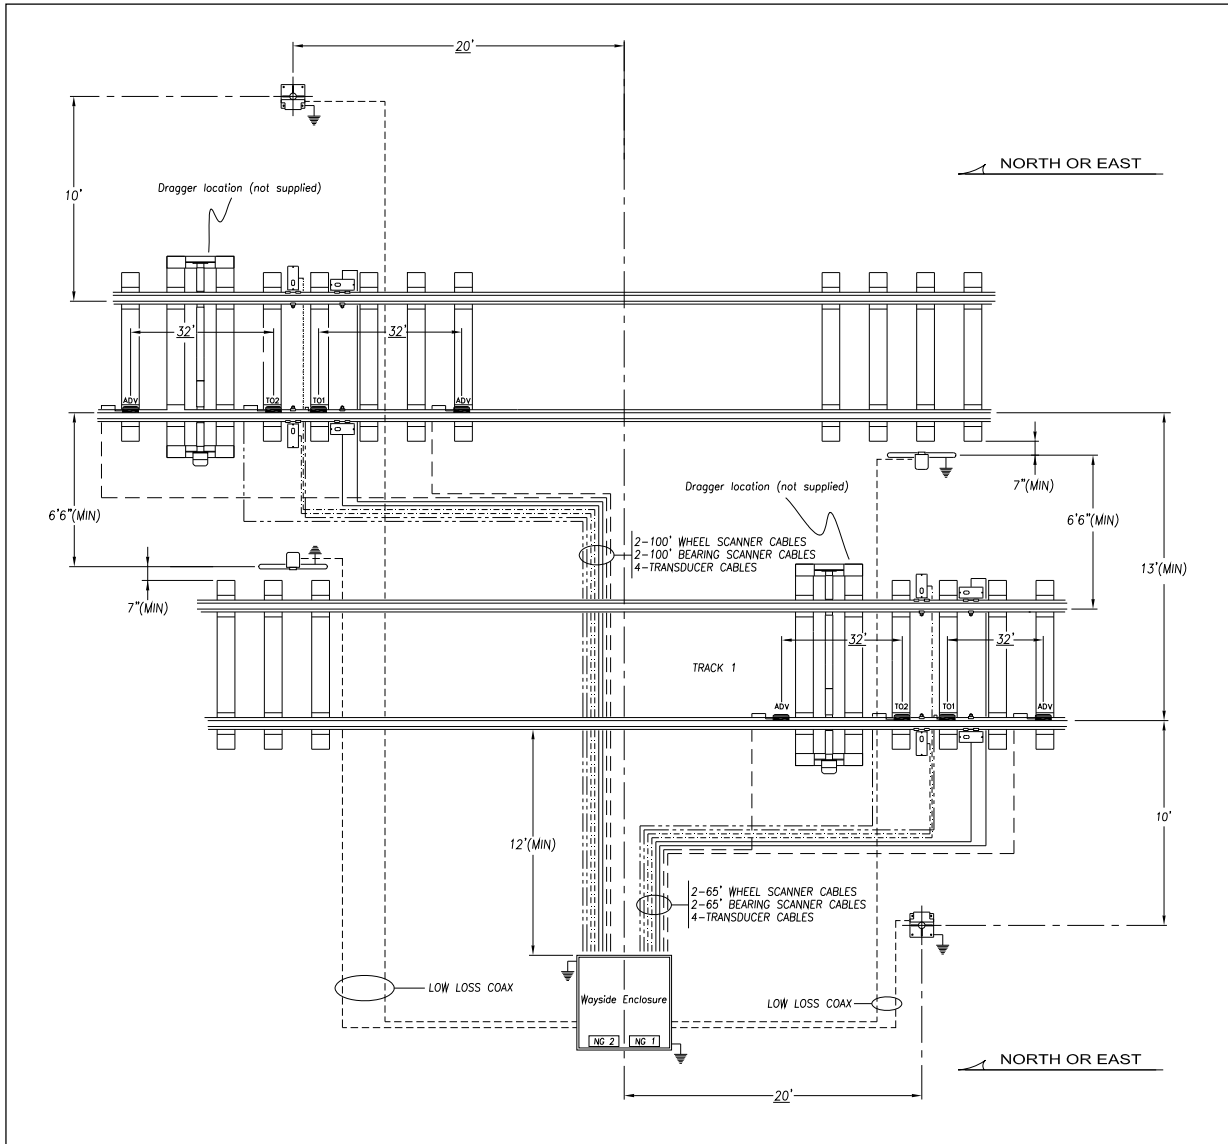 20'
NORTH OR EAST
Dragger location (not supplied)
10'
32'
32'
ADV
TO2
TO1
ADV
7"(MIN)
Dragger location (not supplied)
6'6"(MIN)
6'6"(MIN)
2-100' WHEEL SCANNER CABLES
2-100' BEARING SCANNER CABLES
4-TRANSDUCER CABLES
13'(MIN)
7"(MIN)
32'
32'
TRACK 1
ADV
TO2
TO1
ADV
10'
12'(MIN)
2-65' WHEEL SCANNER CABLES
2-65' BEARING SCANNER CABLES
4-TRANSDUCER CABLES
LOW LOSS COAX
Wayside Enclosure
LOW LOSS COAX
NG 2
NG 1
NORTH OR EAST
20'